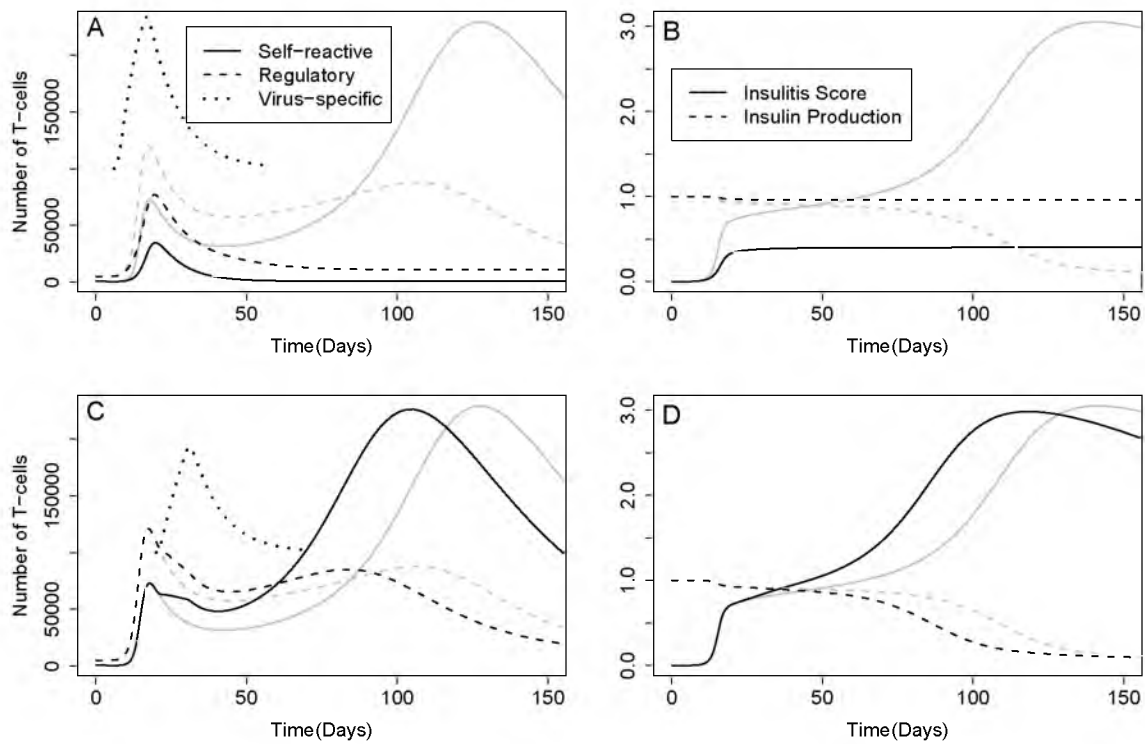 A
Self-reactive
Regulatory
Virus-specific
Number of T-cells
0
50000
150000
0
50
100
150
Time(Days)
B
Insulitis Score
Insulin Production
0.0
1.0
2.0
3.0
0
50
100
150
Time(Days)
C
Number of T-cells
0
50000
150000
0
50
100
150
Time(Days)
D
0.0
1.0
2.0
3.0
0
50
100
150
Time(Days)